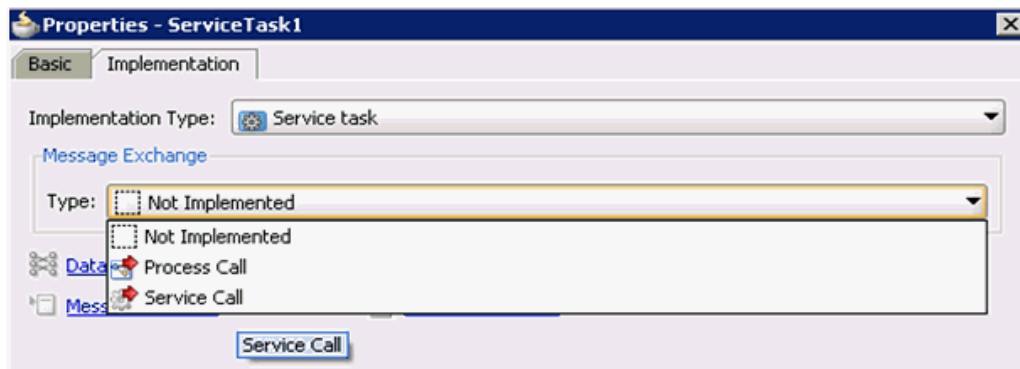 Properties - ServiceTask1
Basic Implementation
Implementation Type: Service task
Message Exchange
Type: Not Implemented
Not Implemented
Data
Process Call
Service Call
Service Call